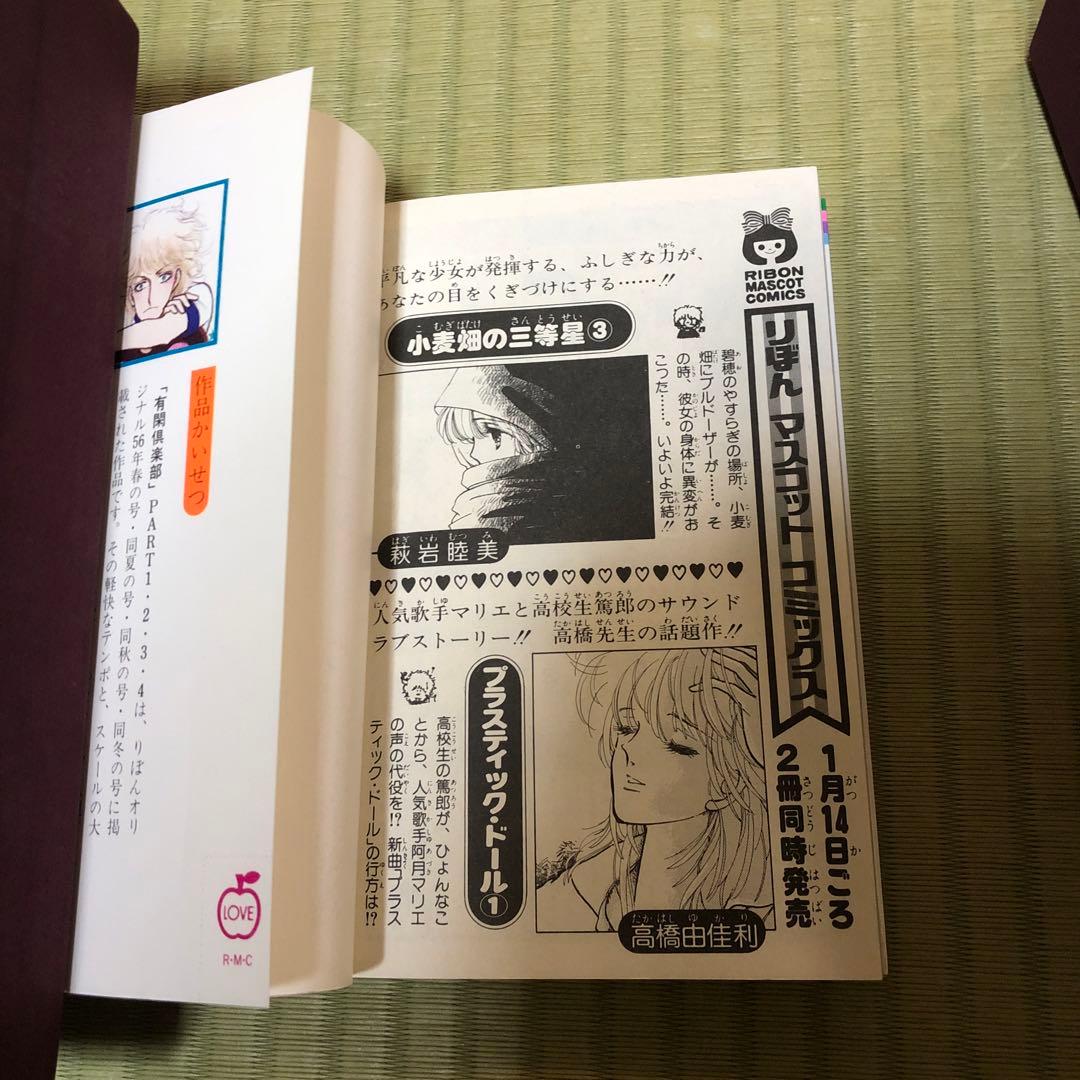 RIBON
MASCOT
COMICS
りぼん マスコット コミックス
1月14日ごろ
2冊同時発売
凡な少女が発揮する、ふしぎな力が、
あなたの目をくぎづけにする……!!
小麦畑の三等星③
碧穂のやすらぎの場所、小麦
畑にブルドーザーが……。そ
の時、彼女の身体に異変がお
こった……。いよいよ完結!!
萩岩睦美
人気歌手マリエと高校生篤郎のサウンド
ラブストーリー!! 高橋先生の話題作!!
プラスティック・ドール①
高校生の篤郎が、ひょんなこ
とから、人気歌手阿月マリエ
の声の代役を!? 新曲「プラス
ティック・ドール」の行方は!?
高橋由佳利
作品かいせつ
「有閑倶楽部」PART1・2・3・4は、りぼんオリ
ジナル56年春の号・同夏の号・同秋の号・同冬の号に掲
載された作品です。その軽快なテンポと、スケールの大
LOVE
R・M・C